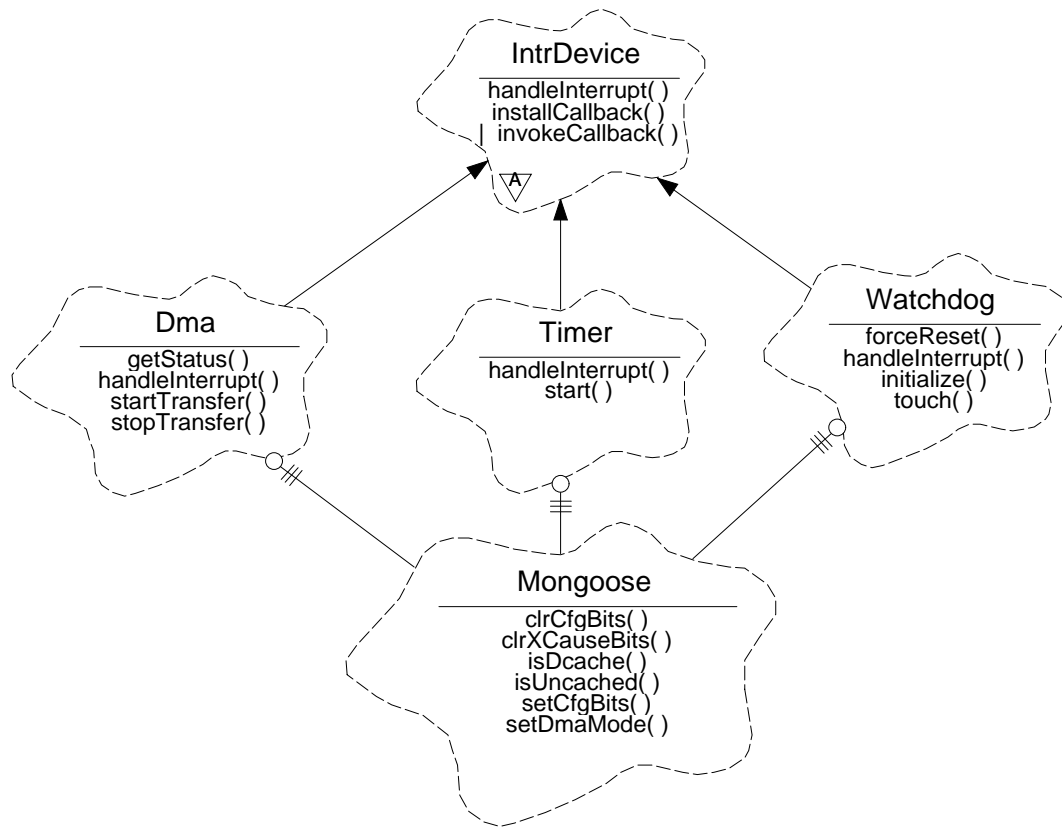 IntrDevice
handleInterrupt( )
installCallback( )
| invokeCallback( )
A
Dma
getStatus( )
handleInterrupt( )
startTransfer( )
stopTransfer( )
Timer
handleInterrupt( )
start( )
Watchdog
forceReset( )
handleInterrupt( )
initialize( )
touch( )
Mongoose
clrCfgBits( )
clrXCauseBits( )
isDcache( )
isUncached( )
setCfgBits( )
setDmaMode( )